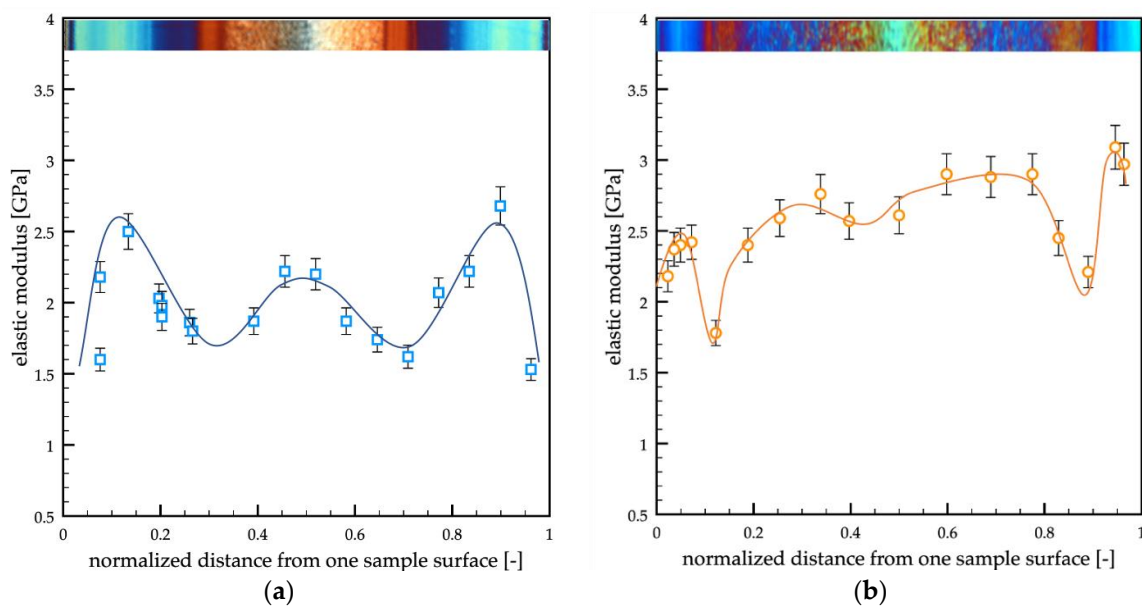 4
3.5
3
2.5
2
1.5
1
0.5
elastic modulus [GPa]
0 0.2 0.4 0.6 0.8 1
normalized distance from one sample surface [-]
(a)
4
3.5
3
2.5
2
1.5
1
0.5
elastic modulus [GPa]
0 0.2 0.4 0.6 0.8 1
normalized distance from one sample surface [-]
(b)